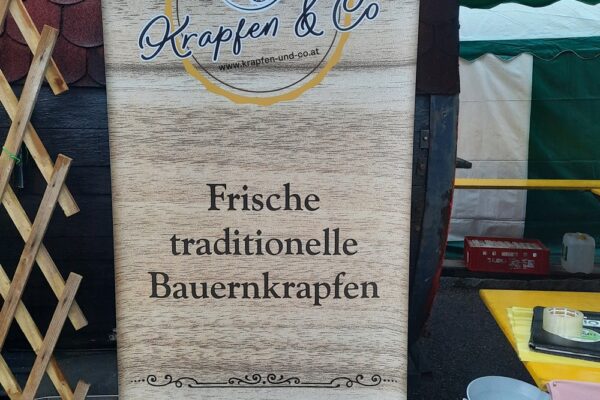 Krapfen & Co
www.krapfen-und-co.at
Frische
traditionelle
Bauernkrapfen